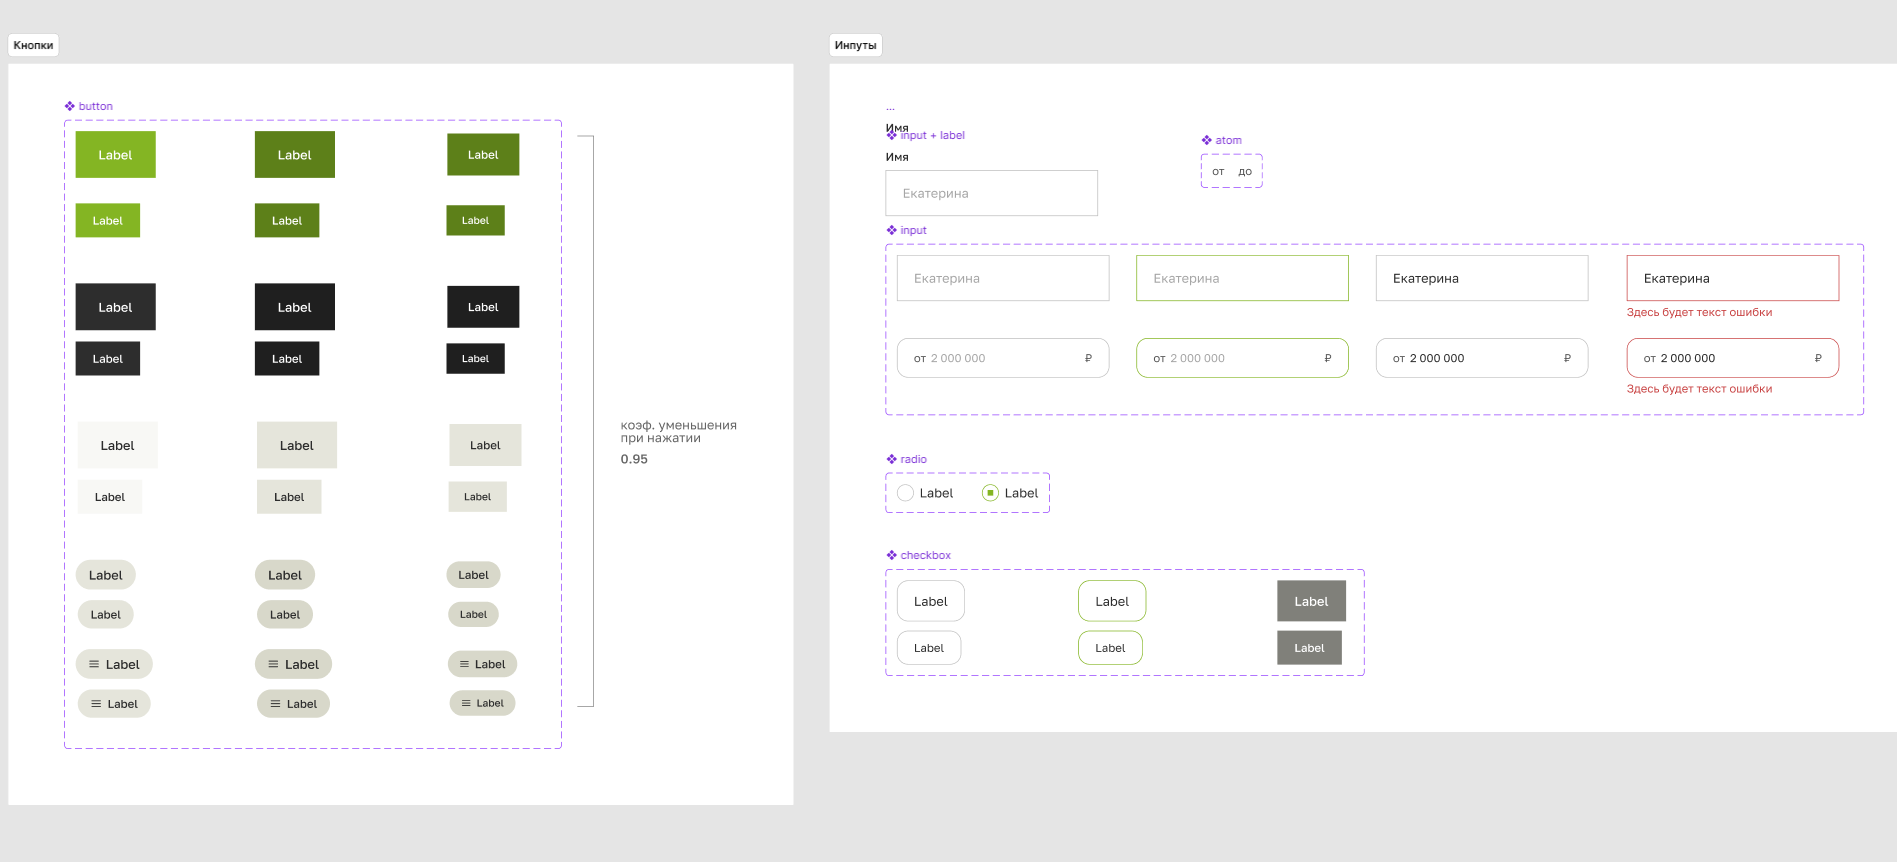 Кнопки
button
Label Label Label
Label Label Label
Label Label Label
Label Label Label
Label Label Label
Label Label Label
Label Label Label
Label Label Label
Label Label Label
Label Label Label
коэф. уменьшения
при нажатии
0.95
Инпуты
...
Имя
input + label
Имя
Екатерина
atom
от до
input
Екатерина Екатерина Екатерина Екатерина
Здесь будет текст ошибки
от 2 000 000 ₽ от 2 000 000 ₽ от 2 000 000 ₽ от 2 000 000 ₽
Здесь будет текст ошибки
radio
Label Label
checkbox
Label Label Label
Label Label Label